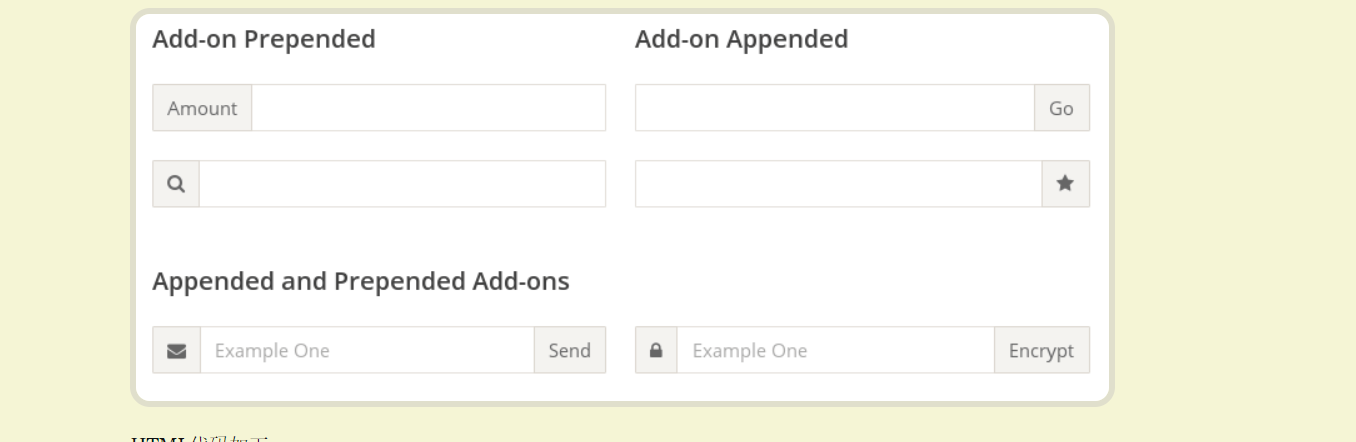 Add-on Prepended
Add-on Appended
Amount
Go
Appended and Prepended Add-ons
Example One
Send
Example One
Encrypt